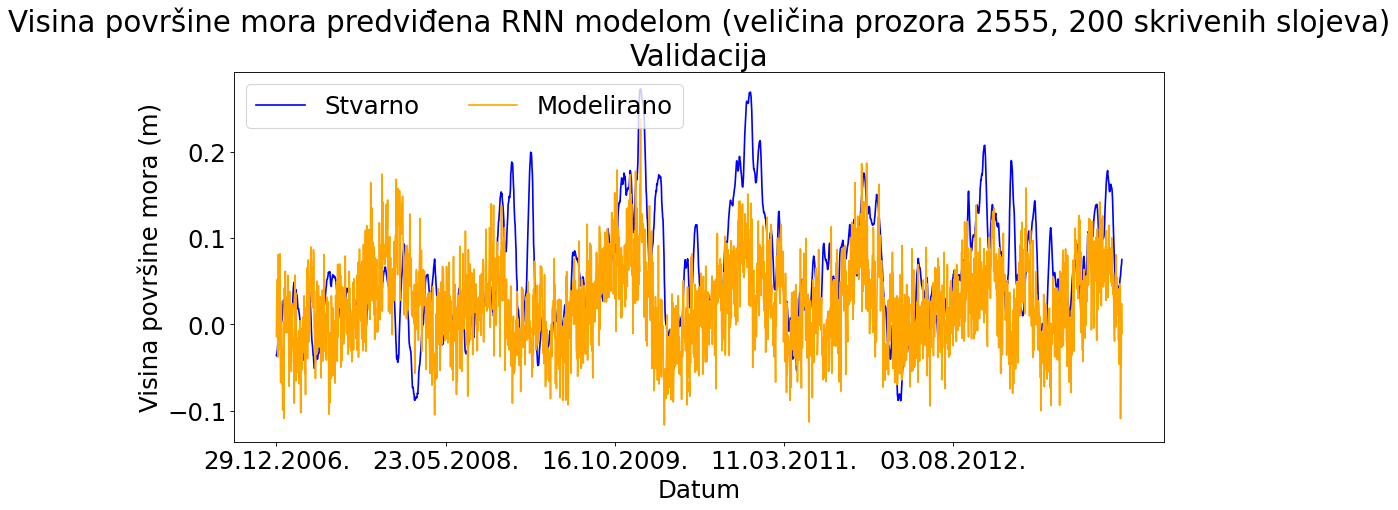 Visina površine mora predviđena RNN modelom (veličina prozora 2555, 200 skrivenih slojeva)
Validacija
Stvarno
Modelirano
Visina površine mora (m)
0.2
0.1
0.0
−0.1
29.12.2006.
23.05.2008.
16.10.2009.
11.03.2011.
03.08.2012.
Datum